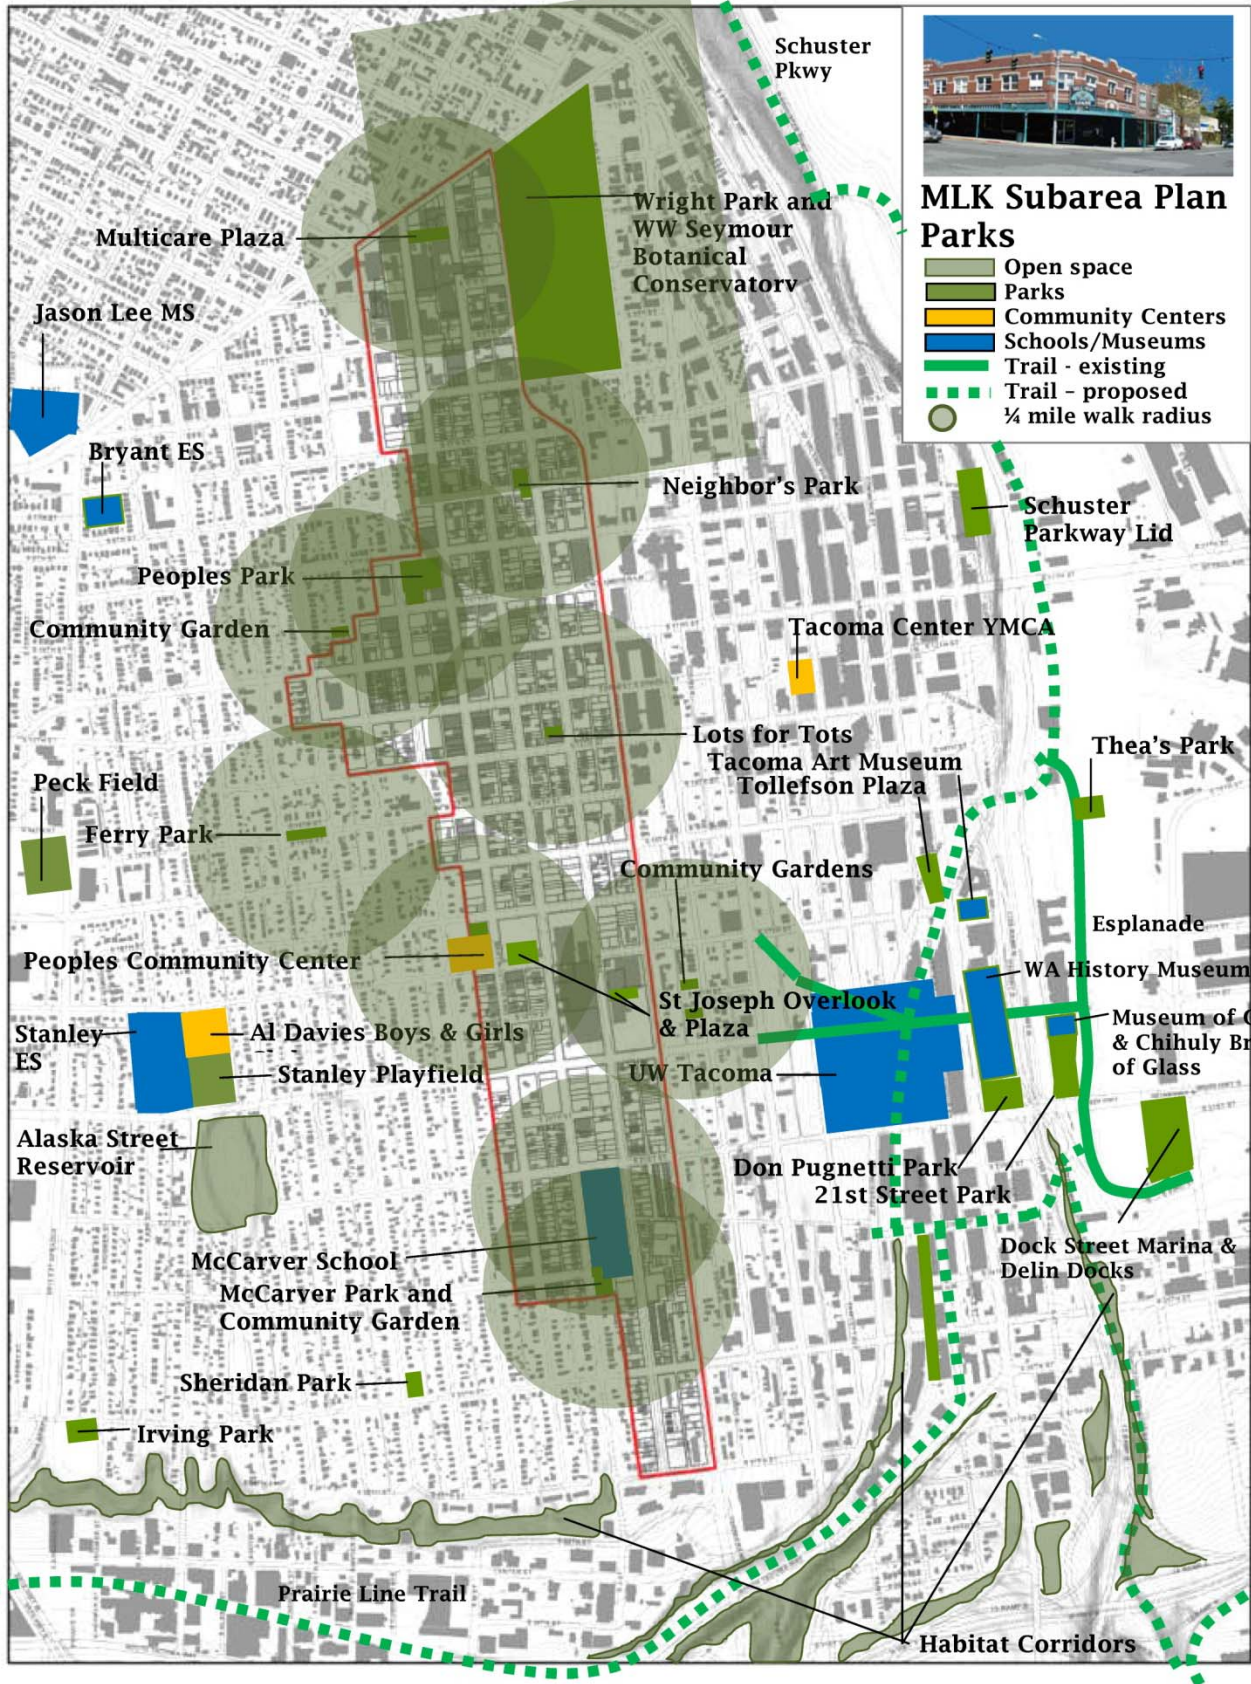 Schuster
Pkwy
MLK Subarea Plan
Parks
Open space
Parks
Community Centers
Schools/Museums
Trail - existing
Trail – proposed
¼ mile walk radius
Wright Park and
WW Seymour
Botanical
Conservatory
Multicare Plaza
Jason Lee MS
Bryant ES
Neighbor's Park
Schuster
Parkway Lid
Peoples Park
Community Garden
Tacoma Center YMCA
Lots for Tots
Tacoma Art Museum
Tollefson Plaza
Thea's Park
Peck Field
Ferry Park
Community Gardens
Esplanade
Peoples Community Center
WA History Museum
St Joseph Overlook
& Plaza
Museum of
& Chihuly
of Glass
Stanley
ES
Al Davies Boys & Girls
Stanley Playfield
UW Tacoma
Alaska Street
Reservoir
Don Pugnetti Park
21st Street Park
McCarver School
McCarver Park and
Community Garden
Dock Street Marina &
Delin Docks
Sheridan Park
Irving Park
Prairie Line Trail
Habitat Corridors